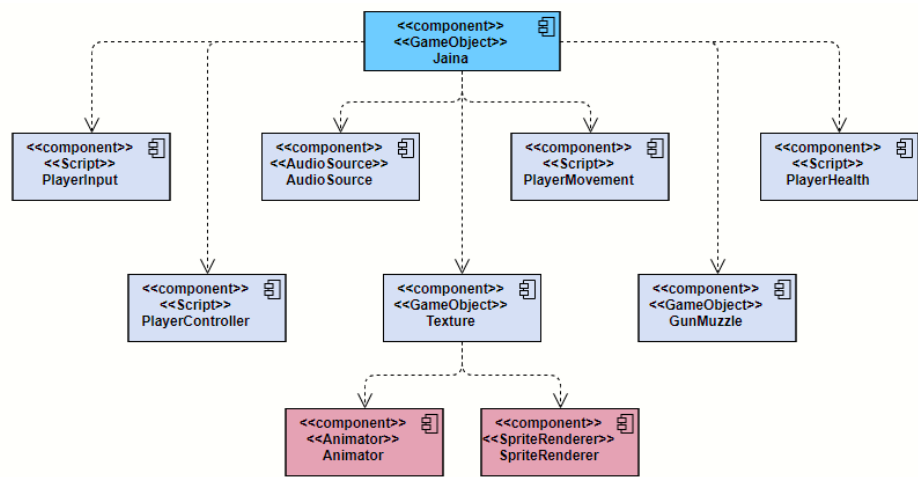 <<component>>
<<GameObject>>
Jaina
<<component>>
<<Script>>
PlayerInput
<<component>>
<<AudioSource>>
AudioSource
<<component>>
<<Script>>
PlayerMovement
<<component>>
<<Script>>
PlayerHealth
<<component>>
<<Script>>
PlayerController
<<component>>
<<GameObject>>
Texture
<<component>>
<<GameObject>>
GunMuzzle
<<component>>
<<Animator>>
Animator
<<component>>
<<SpriteRenderer>>
SpriteRenderer